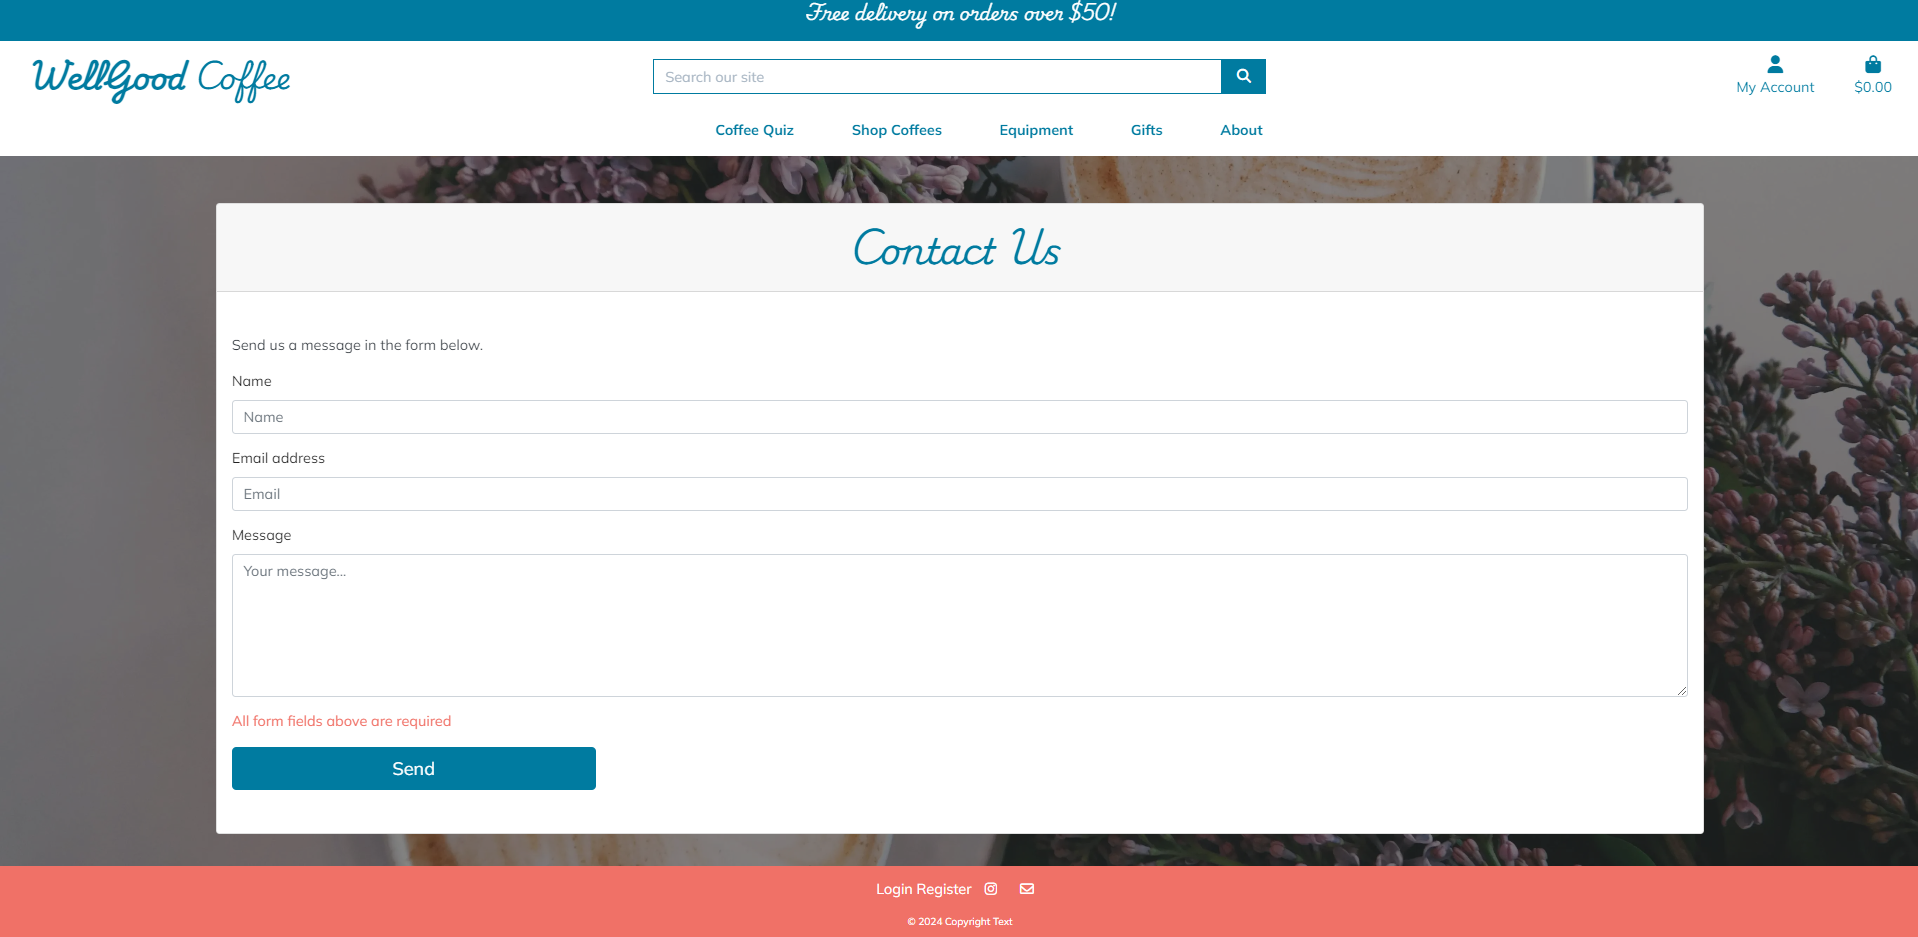 Free delivery on orders over $50!
WellGood Coffee
Search our site
My Account
$0.00
Coffee Quiz
Shop Coffees
Equipment
Gifts
About
Contact Us
Send us a message in the form below.
Name
Name
Email address
Email
Message
Your message...
All form fields above are required
Send
Login Register
© 2024 Copyright Text